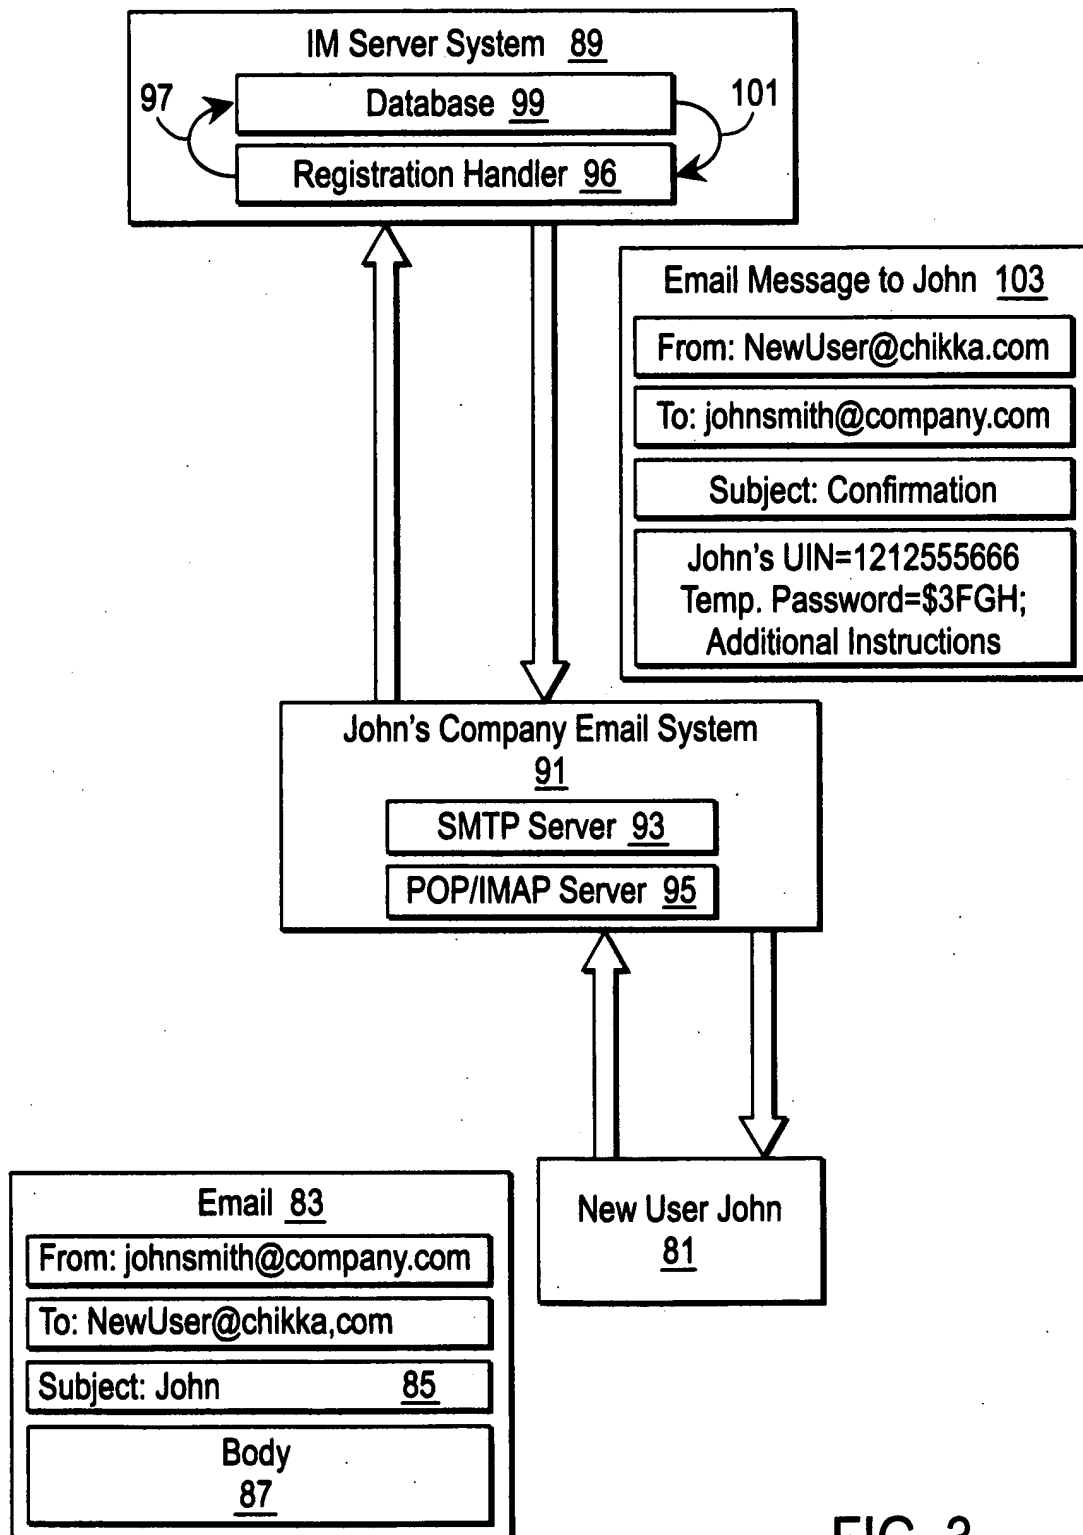 IM Server System 89
97
Database 99
101
Registration Handler 96
Email Message to John 103
From: NewUser@chikka.com
To: johnsmith@company.com
Subject: Confirmation
John's UIN=1212555666
Temp. Password=$3FGH;
Additional Instructions
John's Company Email System
91
SMTP Server 93
POP/IMAP Server 95
New User John
81
Email 83
From: johnsmith@company.com
To: NewUser@chikka,com
Subject: John 85
Body
87